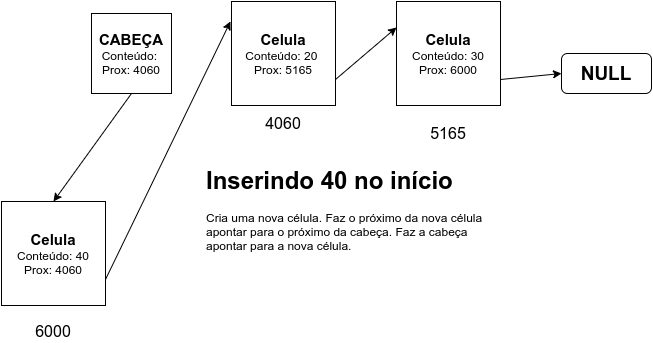 CABEÇA
Conteúdo:
Prox: 4060
Celula
Conteúdo: 20
Prox: 5165
4060
Celula
Conteúdo: 30
Prox: 6000
5165
NULL
Inserindo 40 no início
Cria uma nova célula. Faz o próximo da nova célula
apontar para o próximo da cabeça. Faz a cabeça
apontar para a nova célula.
Celula
Conteúdo: 40
Prox: 4060
6000